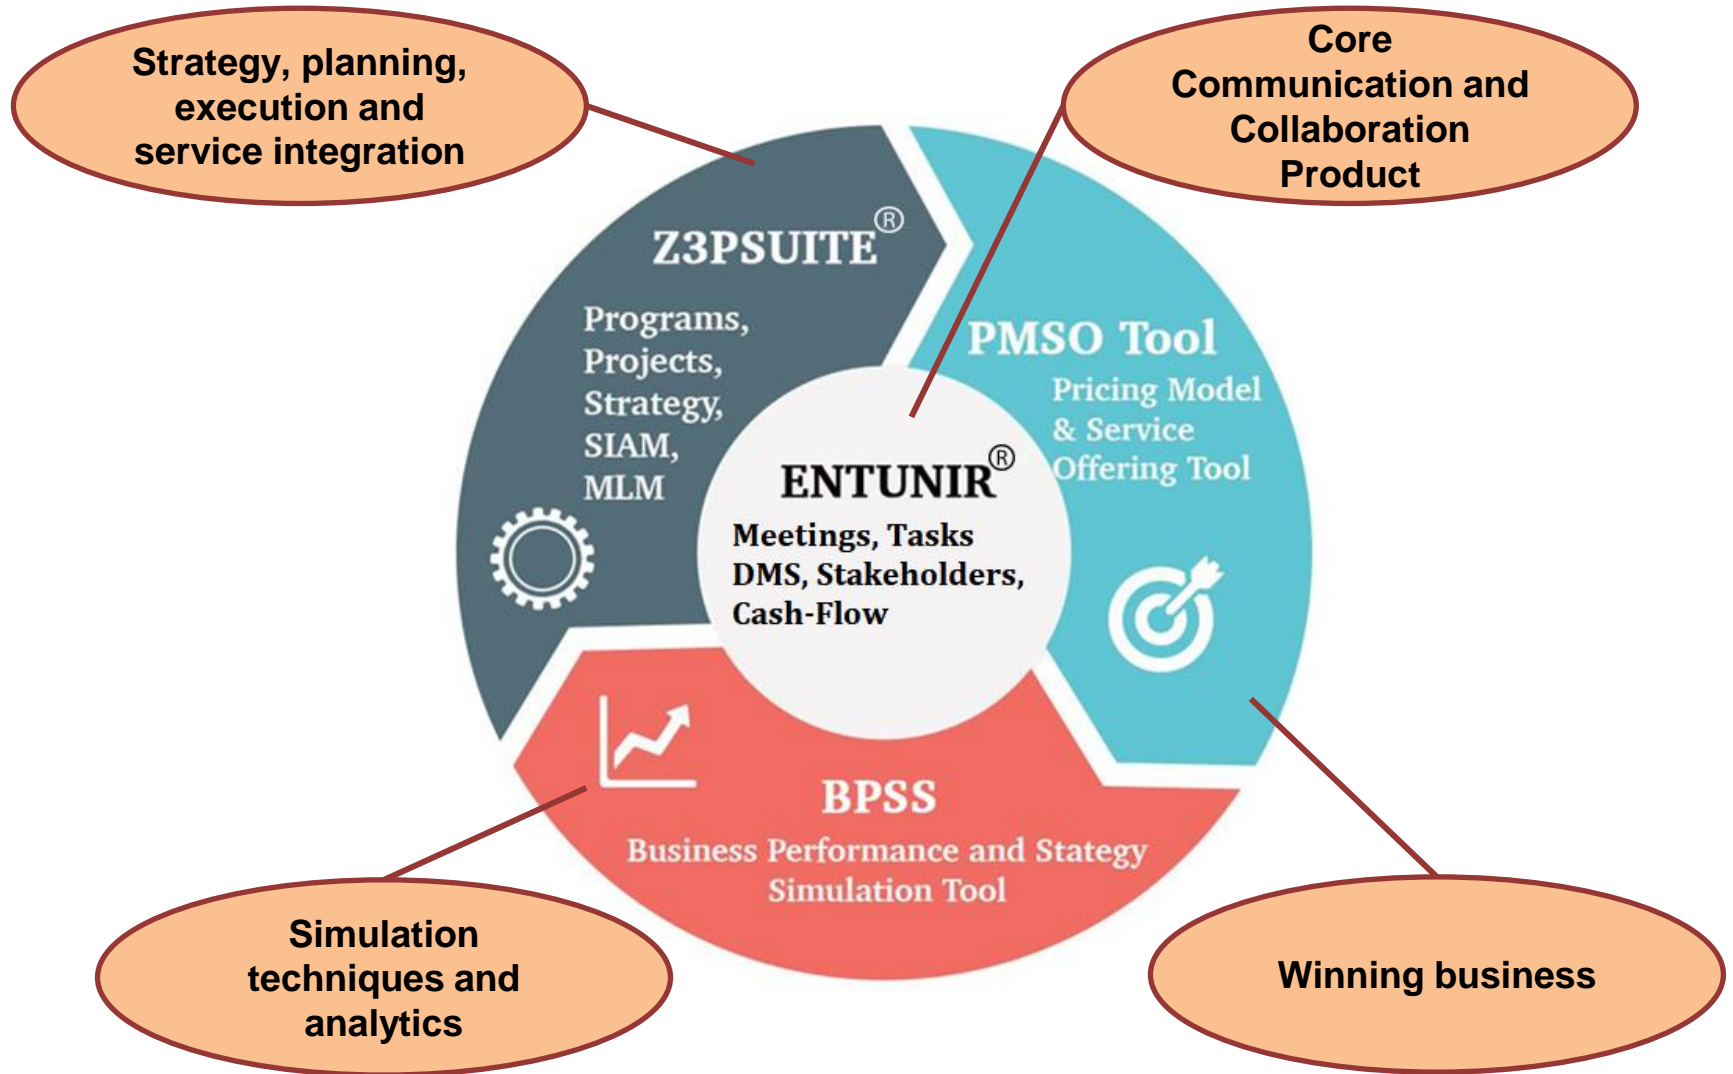 Strategy, planning,
execution and
service integration
Core
Communication and
Collaboration
Product
Z3PSUITE®
Programs,
Projects,
Strategy,
SIAM,
MLM
PMSO Tool
Pricing Model
& Service
Offering Tool
ENTUNIR®
Meetings, Tasks
DMS, Stakeholders,
Cash-Flow
BPSS
Business Performance and Stategy
Simulation Tool
Simulation
techniques and
analytics
Winning business